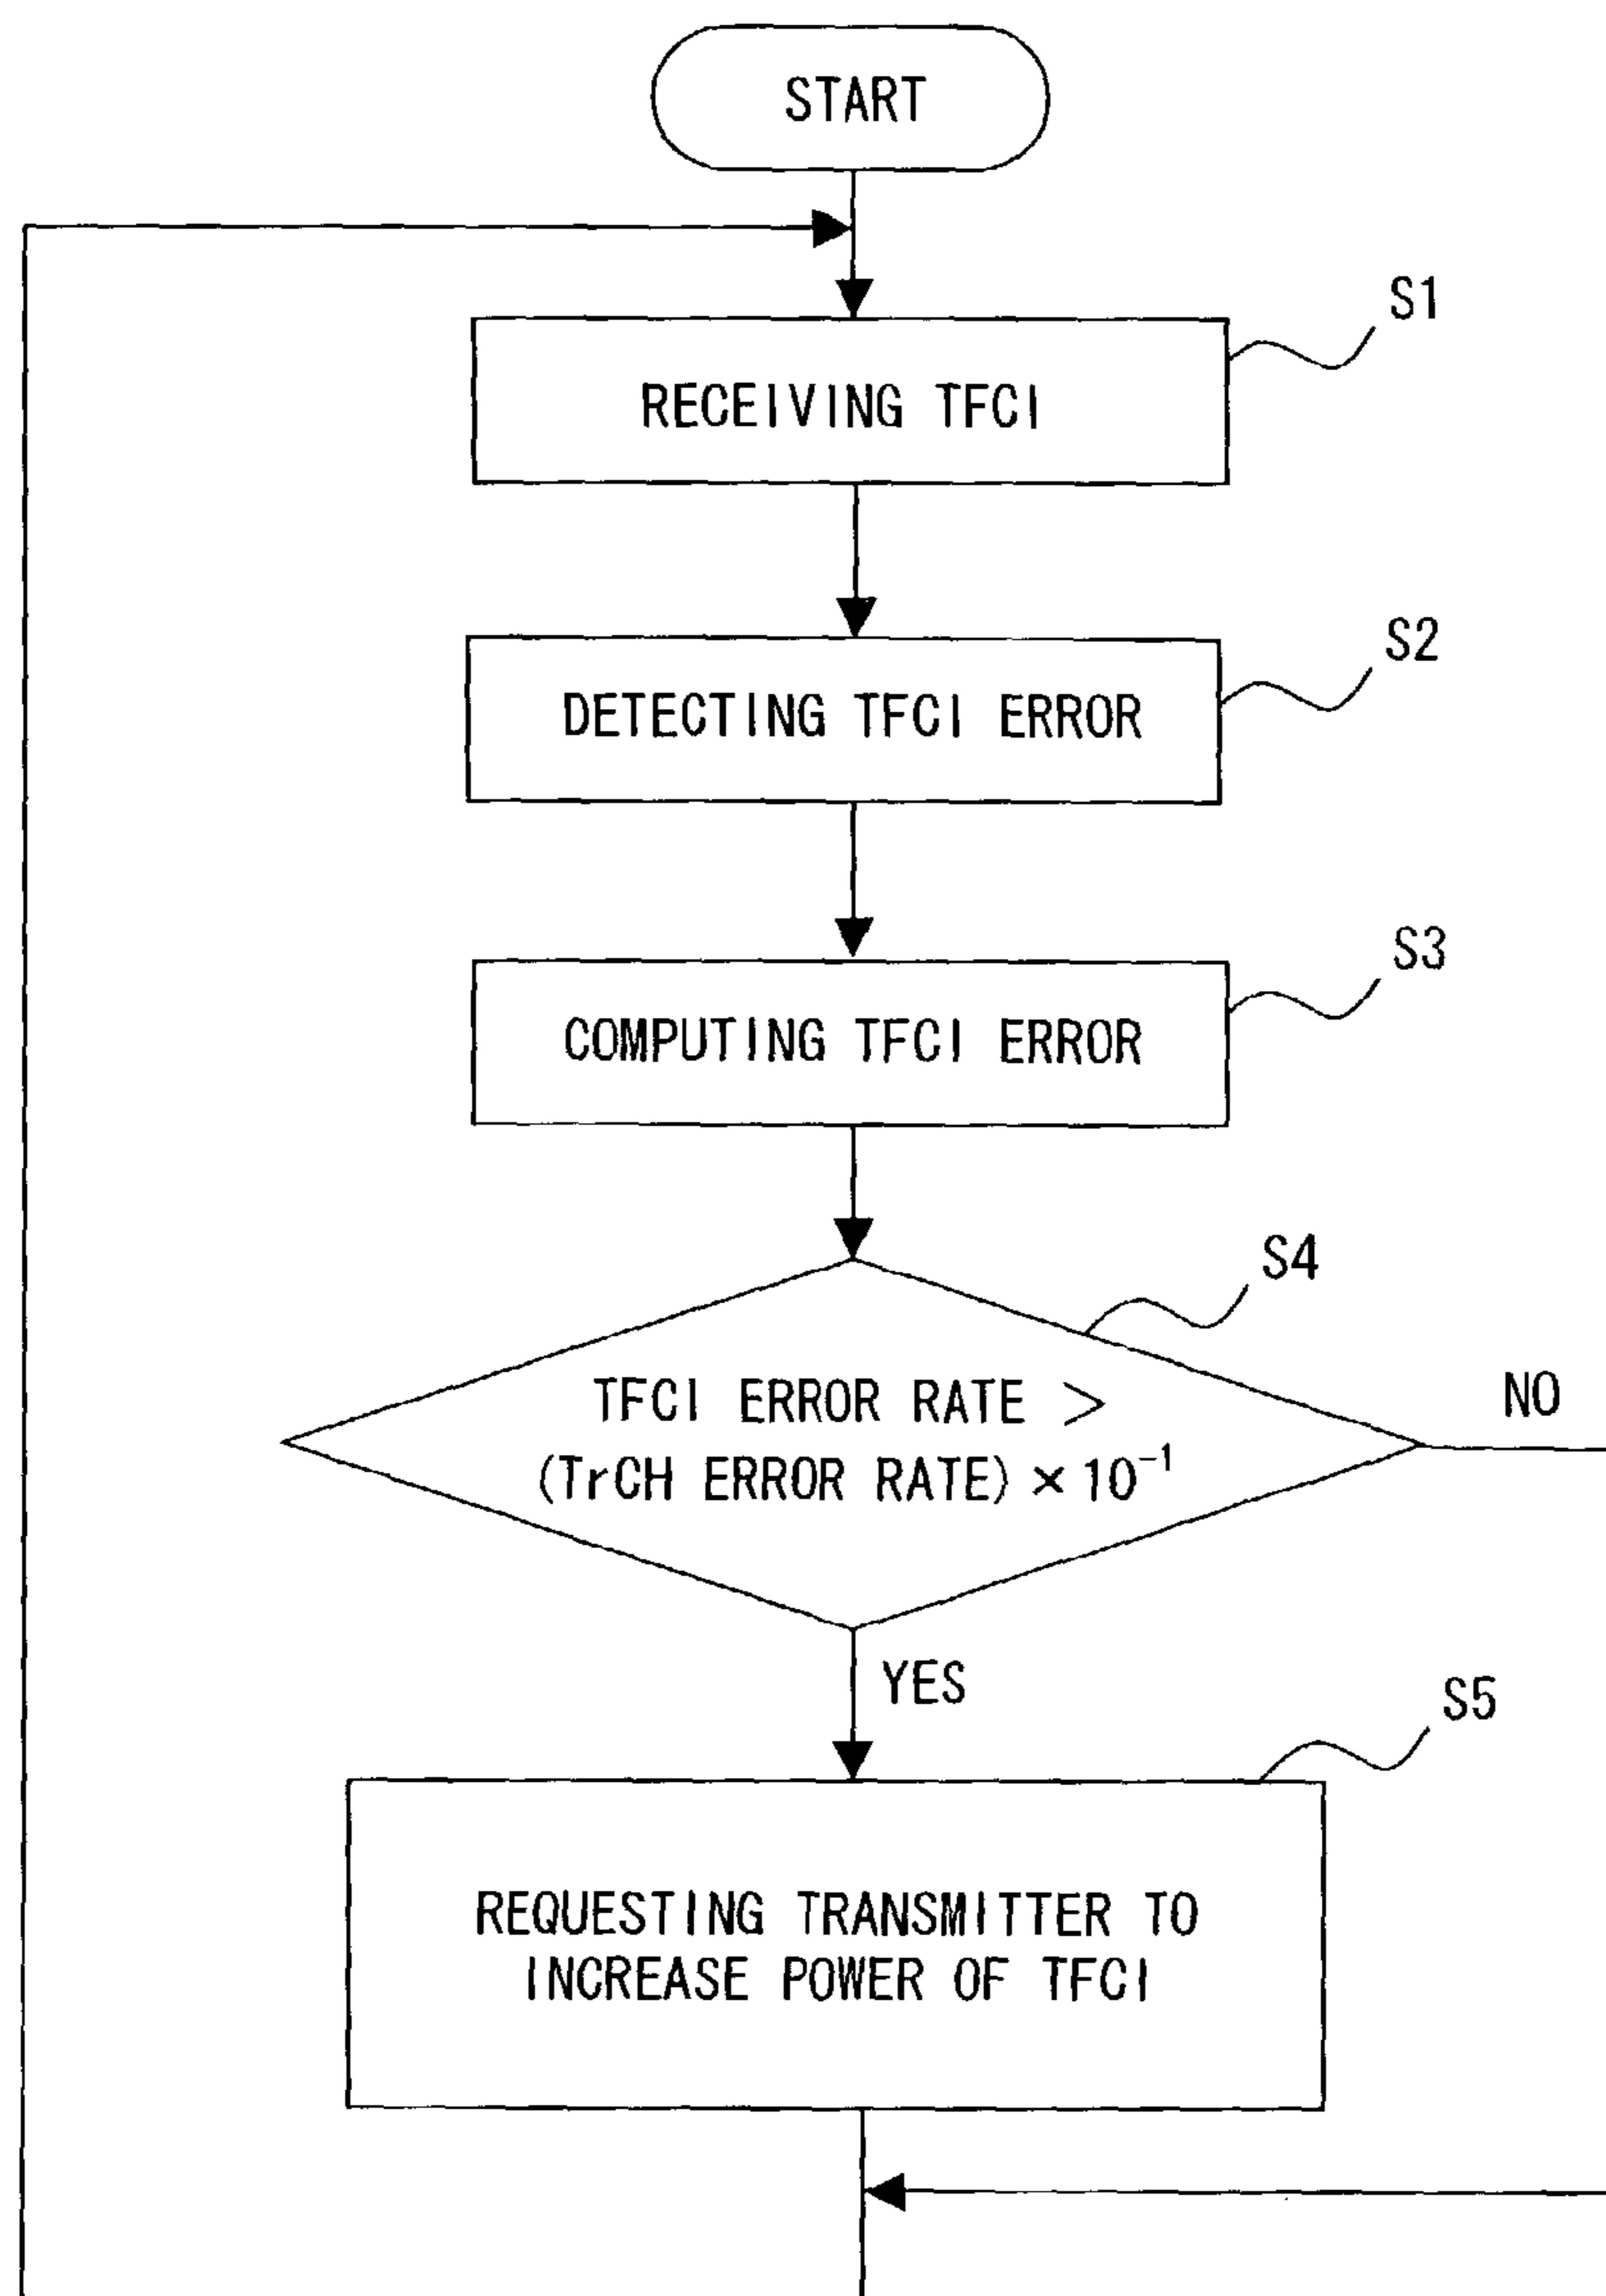 START
S1
RECEIVING TFCI
S2
DETECTING TFCI ERROR
S3
COMPUTING TFCI ERROR
S4
TFCI ERROR RATE >
(TrCH ERROR RATE) × 10⁻¹
NO
YES
S5
REQUESTING TRANSMITTER TO
INCREASE POWER OF TFCI